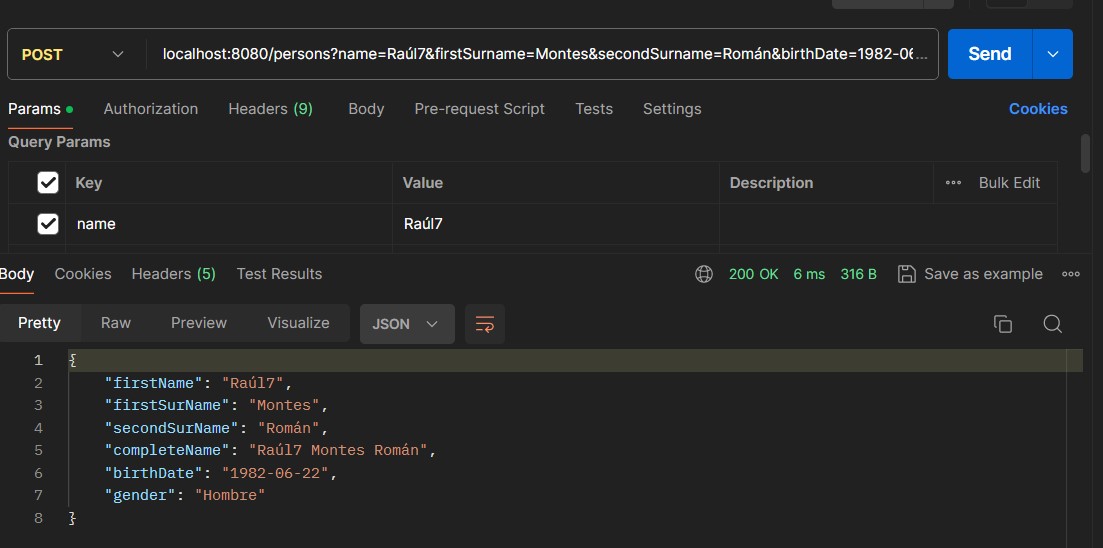 POST localhost:8080/persons?name=Raúl7&firstSurname=Montes&secondSurname=Román&birthDate=1982-06... Send
Params Authorization Headers (9) Body Pre-request Script Tests Settings Cookies
Query Params
Key Value Description ••• Bulk Edit
name Raúl7
Body Cookies Headers (5) Test Results 200 OK 6 ms 316 B Save as example •••
Pretty Raw Preview Visualize JSON
1 {
2 "firstName": "Raúl7",
3 "firstSurName": "Montes",
4 "secondSurName": "Román",
5 "completeName": "Raúl7 Montes Román",
6 "birthDate": "1982-06-22",
7 "gender": "Hombre"
8 }